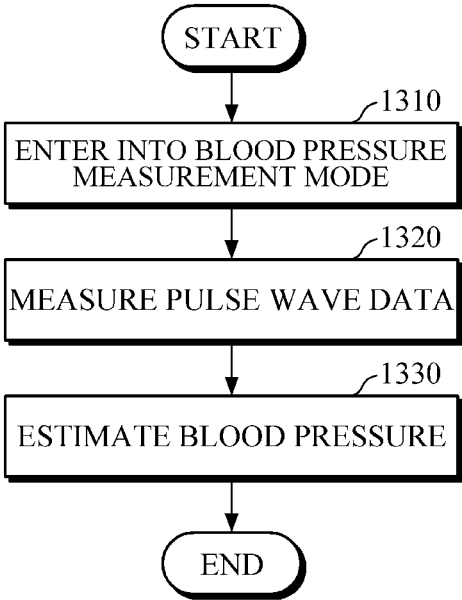 START
1310
ENTER INTO BLOOD PRESSURE
MEASUREMENT MODE
1320
MEASURE PULSE WAVE DATA
1330
ESTIMATE BLOOD PRESSURE
END